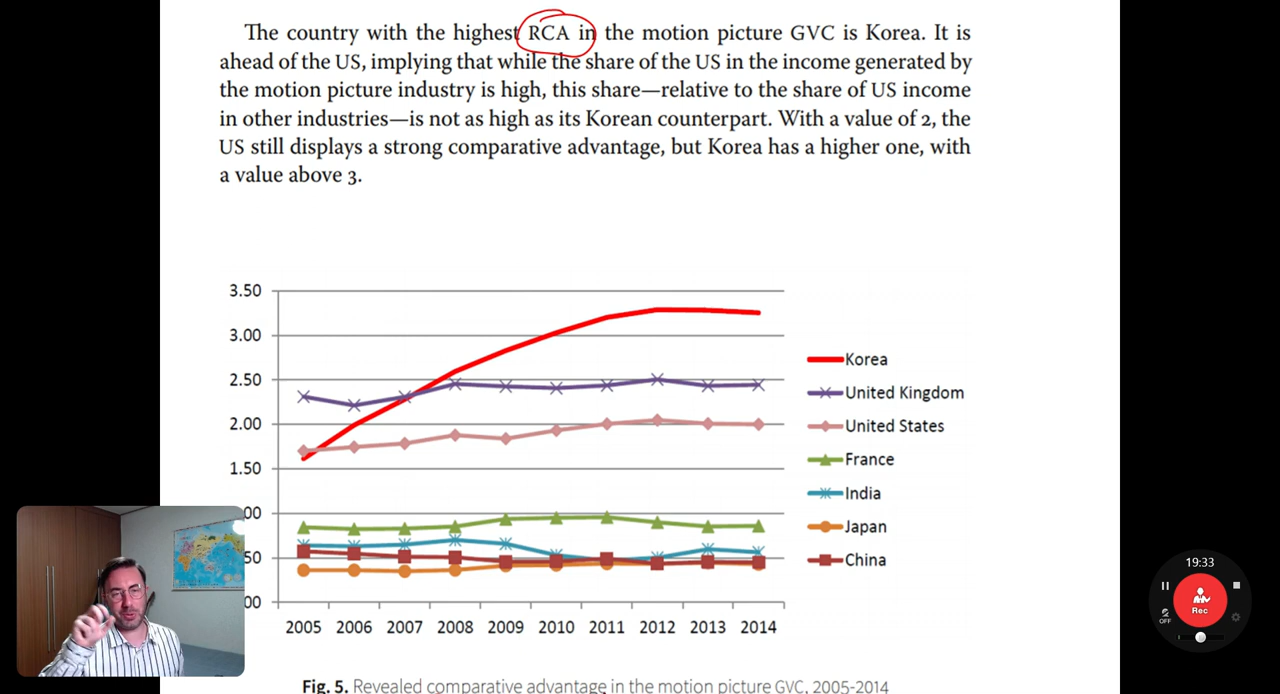 The country with the highest RCA in the motion picture GVC is Korea. It is
ahead of the US, implying that while the share of the US in the income generated by
the motion picture industry is high, this share—relative to the share of US income
in other industries—is not as high as its Korean counterpart. With a value of 2, the
US still displays a strong comparative advantage, but Korea has a higher one, with
a value above 3.
3.50
3.00
2.50
2.00
1.50
00
50
00
2005 2006 2007 2008 2009 2010 2011 2012 2013 2014
Korea
United Kingdom
United States
France
India
Japan
China
Fig. 5. Revealed comparative advantage in the motion picture GVC, 2005-2014
19:33
Rec
OFF